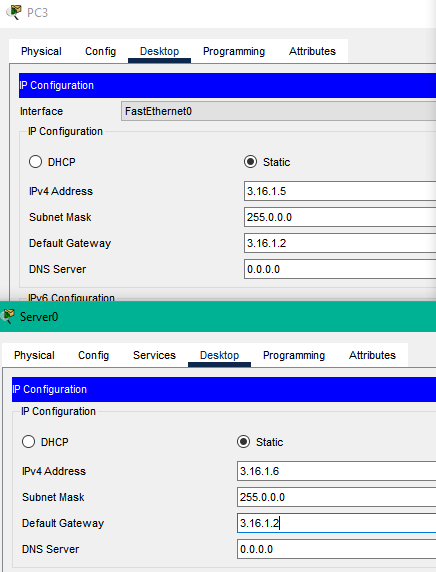 PC3
Physical Config Desktop Programming Attributes
IP Configuration
Interface FastEthernet0
IP Configuration
DHCP Static
IPv4 Address 3.16.1.5
Subnet Mask 255.0.0.0
Default Gateway 3.16.1.2
DNS Server 0.0.0.0
IPv6 Configuration
Server0
Physical Config Services Desktop Programming Attributes
IP Configuration
IP Configuration
DHCP Static
IPv4 Address 3.16.1.6
Subnet Mask 255.0.0.0
Default Gateway 3.16.1.2
DNS Server 0.0.0.0